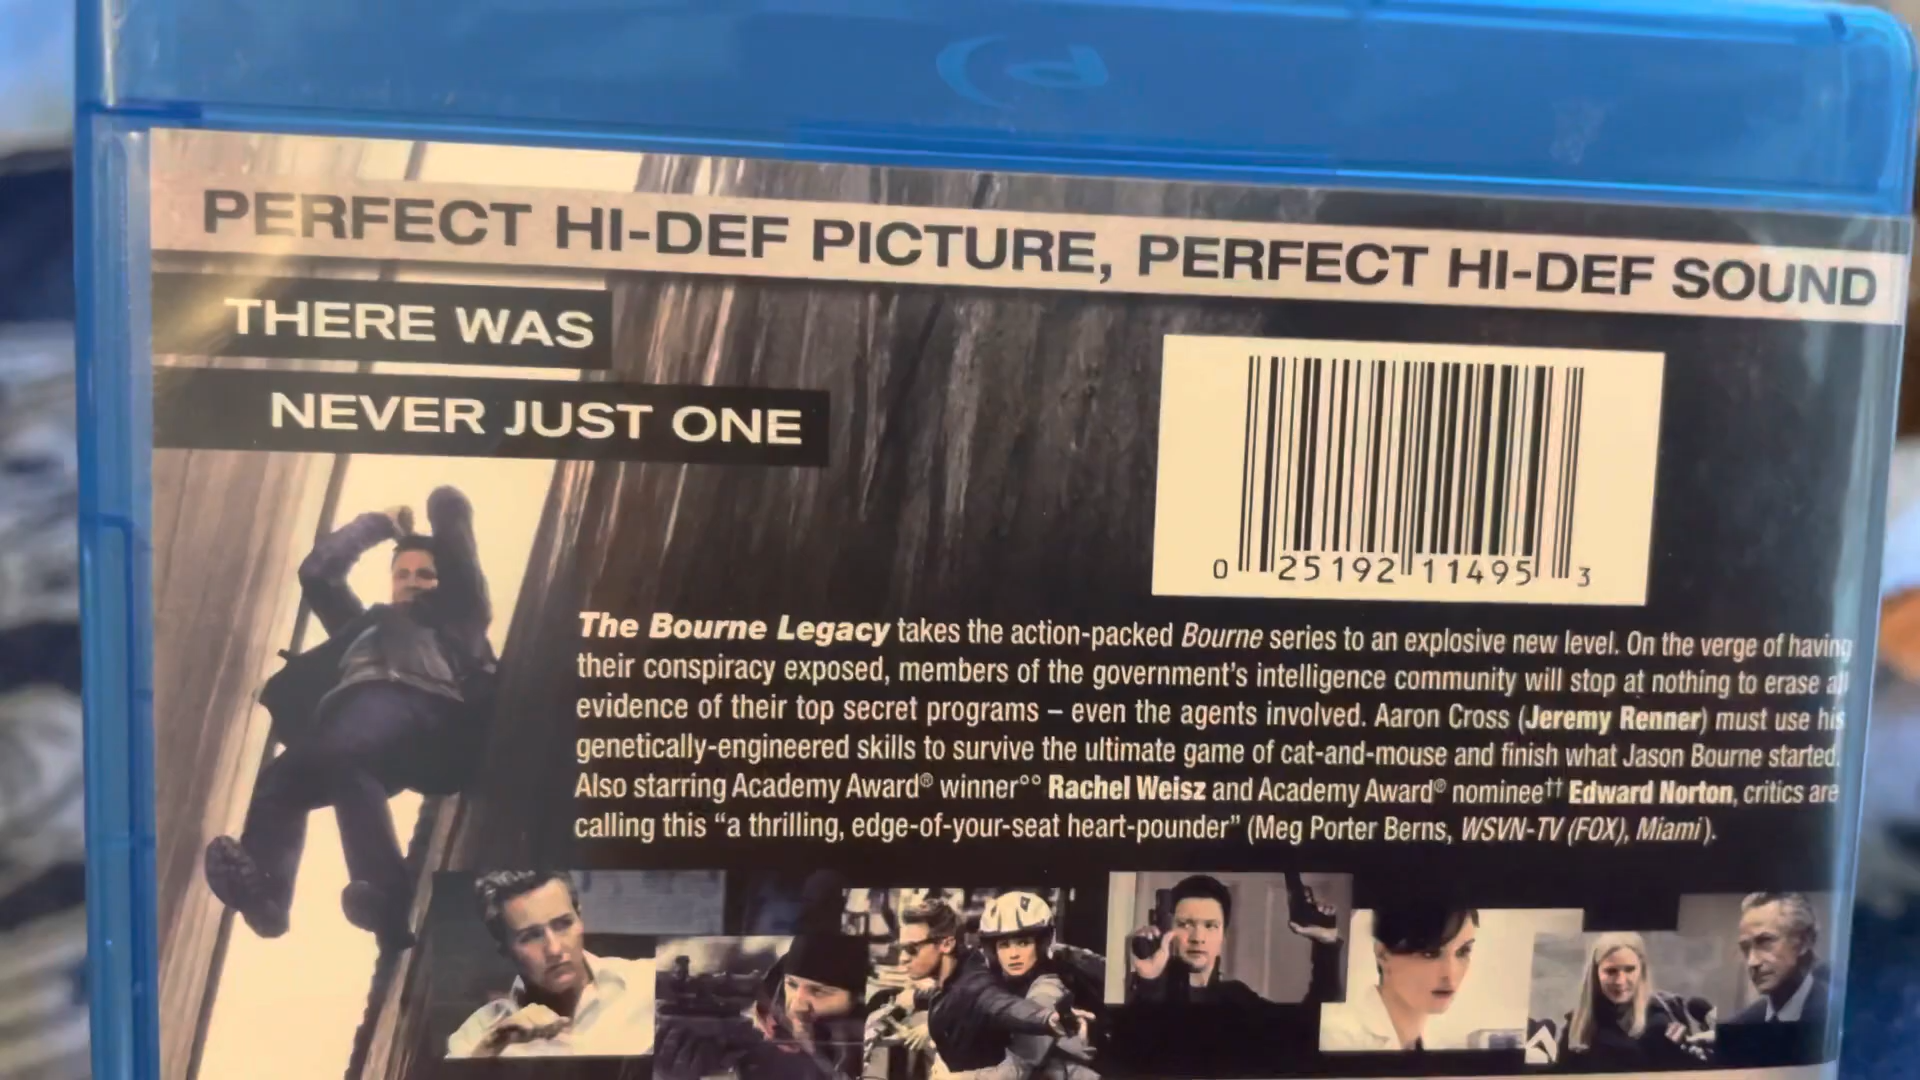 PERFECT HI-DEF PICTURE, PERFECT HI-DEF SOUND
THERE WAS
NEVER JUST ONE
0 25192 11495 3
The Bourne Legacy takes the action-packed Bourne series to an explosive new level. On the verge of having
their conspiracy exposed, members of the government's intelligence community will stop at nothing to erase all
evidence of their top secret programs – even the agents involved. Aaron Cross (Jeremy Renner) must use his
genetically-engineered skills to survive the ultimate game of cat-and-mouse and finish what Jason Bourne started.
Also starring Academy Award® winner°° Rachel Weisz and Academy Award® nominee†† Edward Norton, critics are
calling this “a thrilling, edge-of-your-seat heart-pounder” (Meg Porter Berns, WSVN-TV (FOX), Miami).